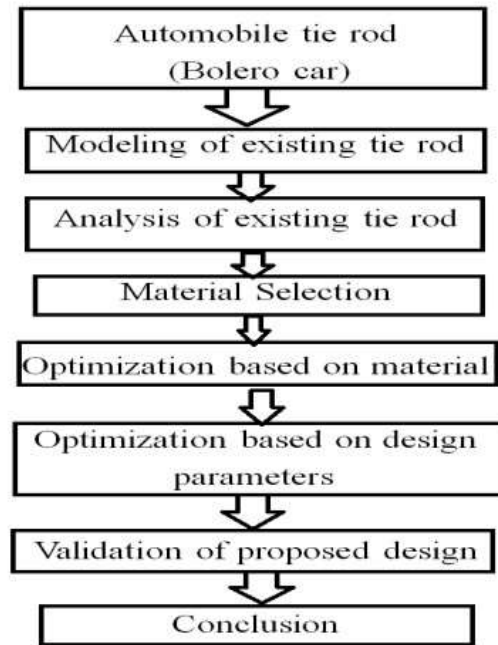 Automobile tie rod
(Bolero car)
Modeling of existing tie rod
Analysis of existing tie rod
Material Selection
Optimization based on material
Optimization based on design
parameters
Validation of proposed design
Conclusion